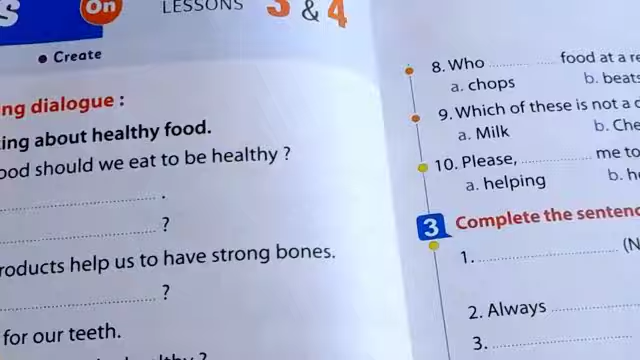 On
LESSONS 3 & 4
• Create
dialogue :
about healthy food.
should we eat to be healthy ?
.
?
help us to have strong bones.
?
for our teeth.
8. Who ............ food at a
a. chops b.
9. Which of these is not a
a. Milk b.
10. Please, ............ me to
a. helping b.
3 Complete the
1. ............
2. Always ............
3. ............